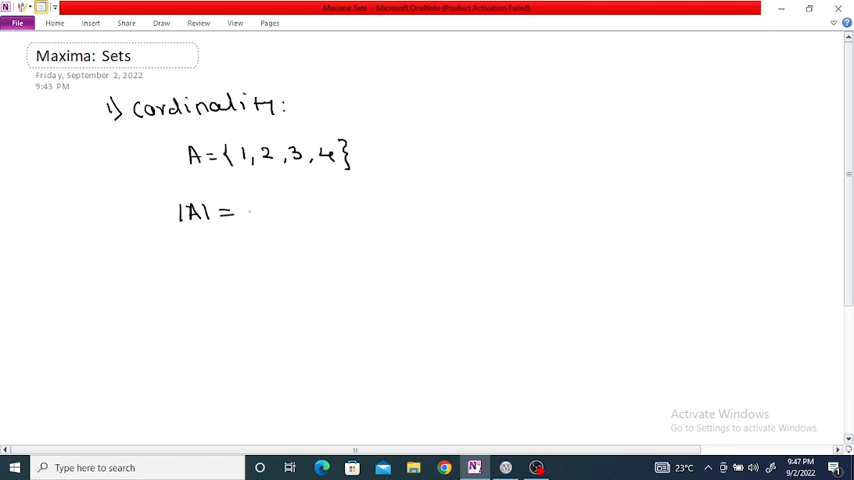 Maxima: Sets - Microsoft OneNote (Product Activation Failed)
File Home Insert Draw Review View Pages
Maxima: Sets
Friday, September 2, 2022
9:43 PM
1) Cardinality:
A = { 1, 2, 3, 4 }
|A| =
Activate Windows
Go to Settings to activate Windows.
Type here to search
23°C
9:47 PM
9/2/2022